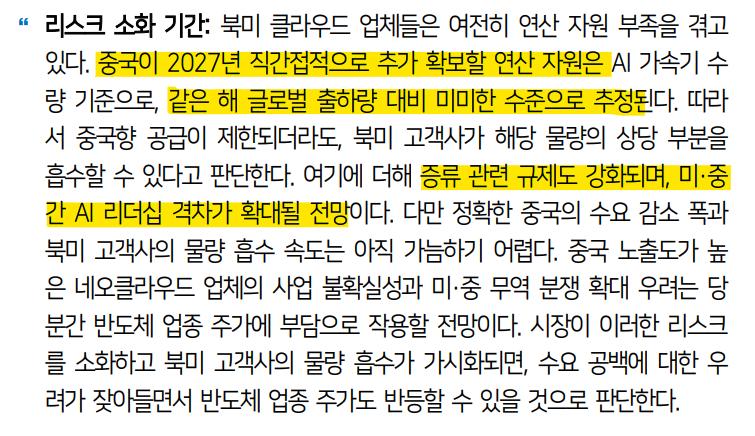 “ 리스크 소화 기간: 북미 클라우드 업체들은 여전히 연산 자원 부족을 겪고
있다. 중국이 2027년 직간접적으로 추가 확보할 연산 자원은 AI 가속기 수
량 기준으로, 같은 해 글로벌 출하량 대비 미미한 수준으로 추정된다. 따라
서 중국향 공급이 제한되더라도, 북미 고객사가 해당 물량의 상당 부분을
흡수할 수 있다고 판단한다. 여기에 더해 증류 관련 규제도 강화되며, 미·중
간 AI 리더십 격차가 확대될 전망이다. 다만 정확한 중국의 수요 감소 폭과
북미 고객사의 물량 흡수 속도는 아직 가늠하기 어렵다. 중국 노출도가 높
은 네오클라우드 업체의 사업 불확실성과 미·중 무역 분쟁 확대 우려는 당
분간 반도체 업종 주가에 부담으로 작용할 전망이다. 시장이 이러한 리스크
를 소화하고 북미 고객사의 물량 흡수가 가시화되면, 수요 공백에 대한 우
려가 잦아들면서 반도체 업종 주가도 반등할 수 있을 것으로 판단한다.